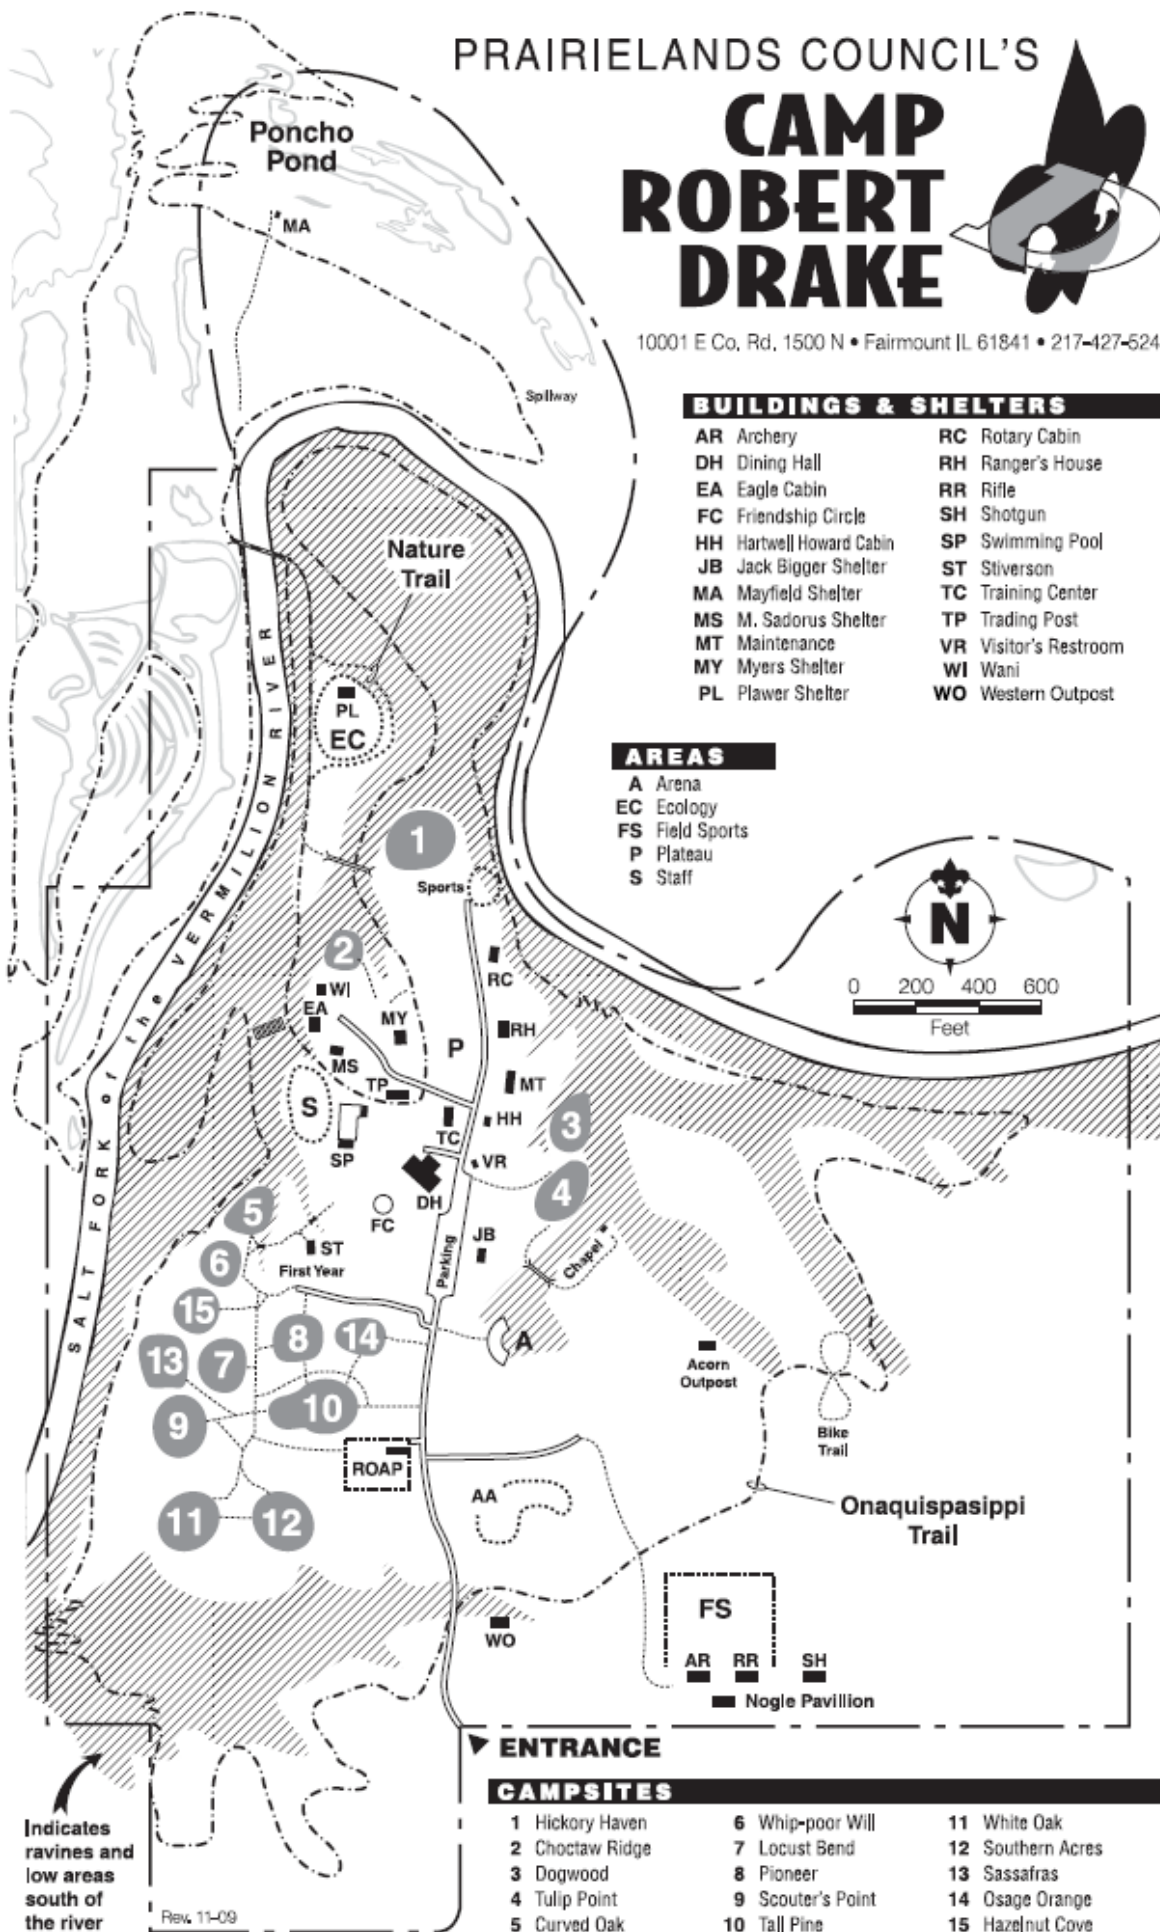 PRAIRIELANDS COUNCIL'S
CAMP
ROBERT
DRAKE
10001 E Co. Rd. 1500 N • Fairmount IL 61841 • 217-427-524
Poncho
Pond
MA
Spillway
BUILDINGS & SHELTERS
AR Archery
DH Dining Hall
EA Eagle Cabin
FC Friendship Circle
HH Hartwell Howard Cabin
JB Jack Bigger Shelter
MA Mayfield Shelter
MS M. Sadorus Shelter
MT Maintenance
MY Myers Shelter
PL Plawer Shelter
RC Rotary Cabin
RH Ranger's House
RR Rifle
SH Shotgun
SP Swimming Pool
ST Stiverson
TC Training Center
TP Trading Post
VR Visitor's Restroom
WI Wani
WO Western Outpost
AREAS
A Arena
EC Ecology
FS Field Sports
P Plateau
S Staff
N
0 200 400 600
Feet
Nature
Trail
PL
EC
SALT FORK of the VERMILION RIVER
1
Sports
2
RC
WI
EA
MY
RH
P
MS
TP
MT
S
HH
3
TC
SP
VR
4
DH
FC
5
JB
ST
6
First Year
Parking
Chapel
15
8
14
A
13
7
Acorn
Outpost
10
9
Bike
Trail
ROAP
AA
Onaquispasippi
Trail
11
12
FS
WO
AR RR SH
Nogle Pavilion
ENTRANCE
Indicates
ravines and
low areas
south of
the river
Rev. 11-09
CAMPSITES
1 Hickory Haven
2 Choctaw Ridge
3 Dogwood
4 Tulip Point
5 Curved Oak
6 Whip-poor Will
7 Locust Bend
8 Pioneer
9 Scouter's Point
10 Tall Pine
11 White Oak
12 Southern Acres
13 Sassafras
14 Osage Orange
15 Hazelnut Cove